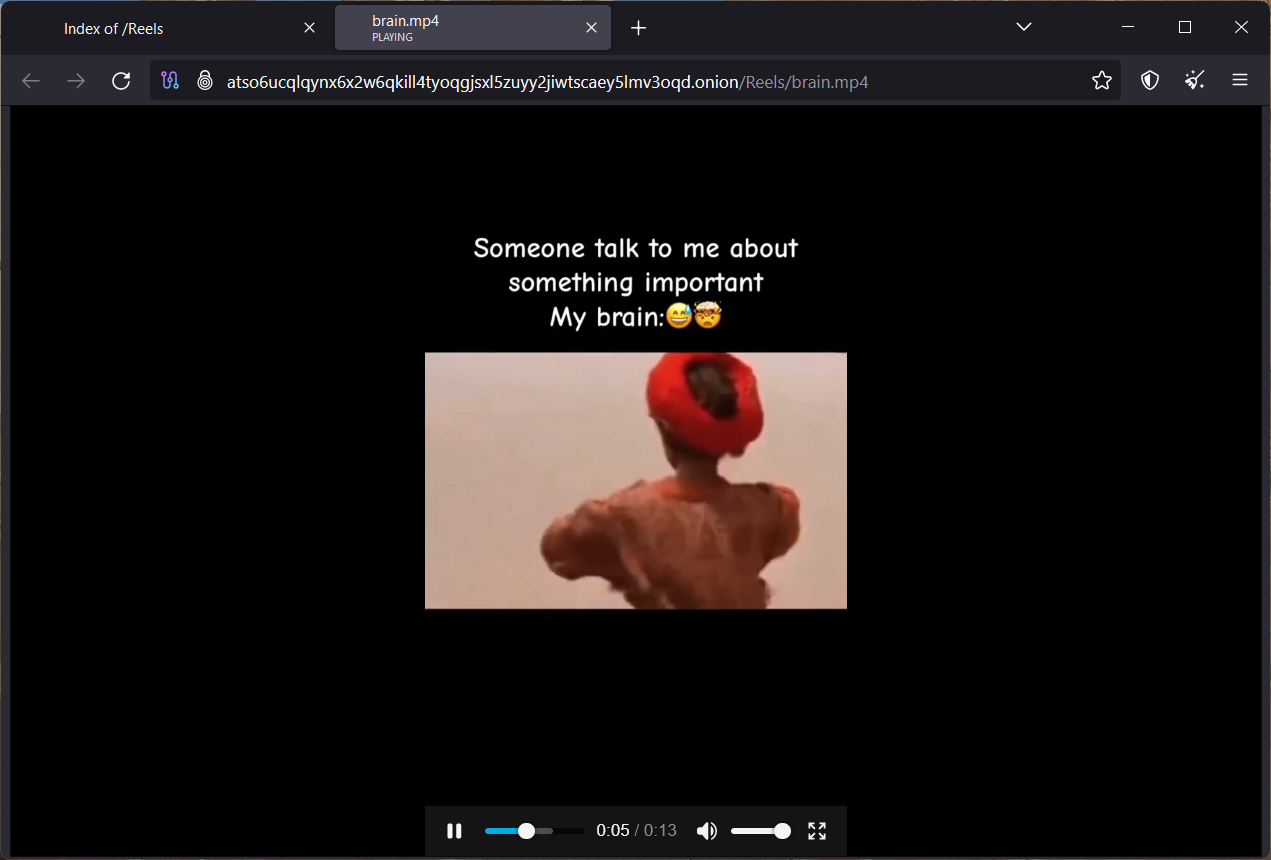 Index of /Reels
brain.mp4
PLAYING
atso6ucqlqynx6x2w6qkill4tyoqgjsxl5zuyy2jiwtscaey5lmv3oqd.onion/Reels/brain.mp4
Someone talk to me about
something important
My brain:😅🤯
0:05 / 0:13